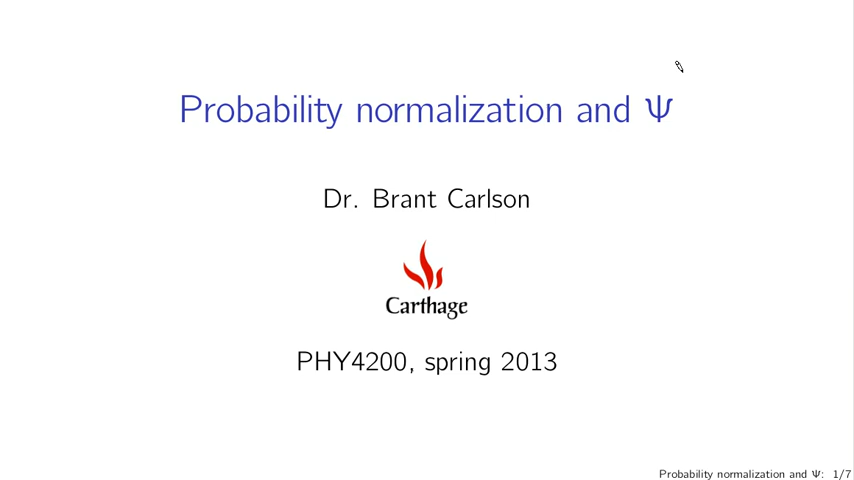 Probability normalization and Ψ
Dr. Brant Carlson
Carthage
PHY4200, spring 2013
Probability normalization and Ψ: 1/7